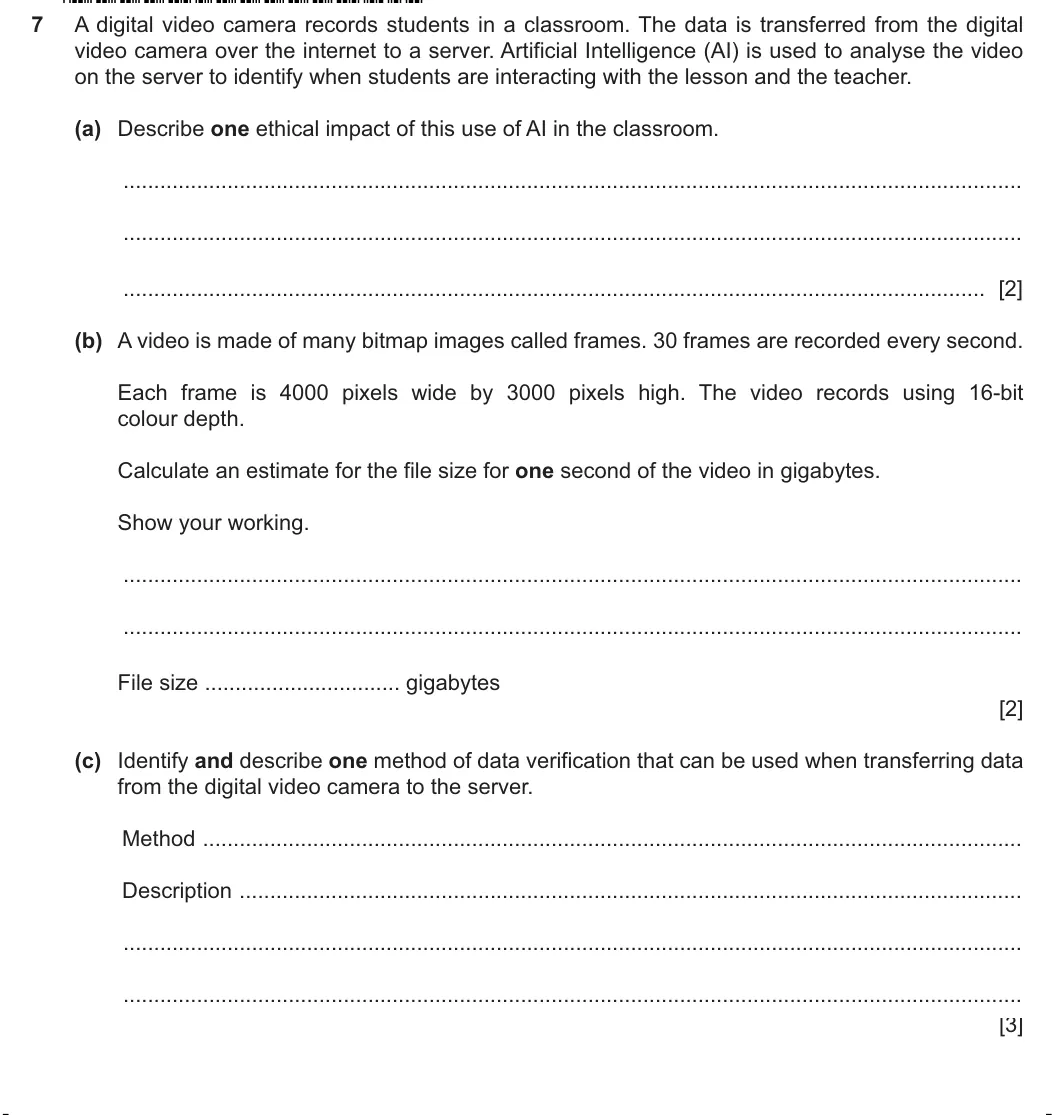 7 A digital video camera records students in a classroom. The data is transferred from the digital
video camera over the internet to a server. Artificial Intelligence (AI) is used to analyse the video
on the server to identify when students are interacting with the lesson and the teacher.
(a) Describe one ethical impact of this use of AI in the classroom.
..........................................................................................................................................................
..........................................................................................................................................................
.................................................................................................................................................... [2]
(b) A video is made of many bitmap images called frames. 30 frames are recorded every second.
Each frame is 4000 pixels wide by 3000 pixels high. The video records using 16-bit
colour depth.
Calculate an estimate for the file size for one second of the video in gigabytes.
Show your working.
..........................................................................................................................................................
..........................................................................................................................................................
File size ................................ gigabytes
[2]
(c) Identify and describe one method of data verification that can be used when transferring data
from the digital video camera to the server.
Method ......................................................................................................................................
Description ................................................................................................................................
..........................................................................................................................................................
..........................................................................................................................................................
[3]